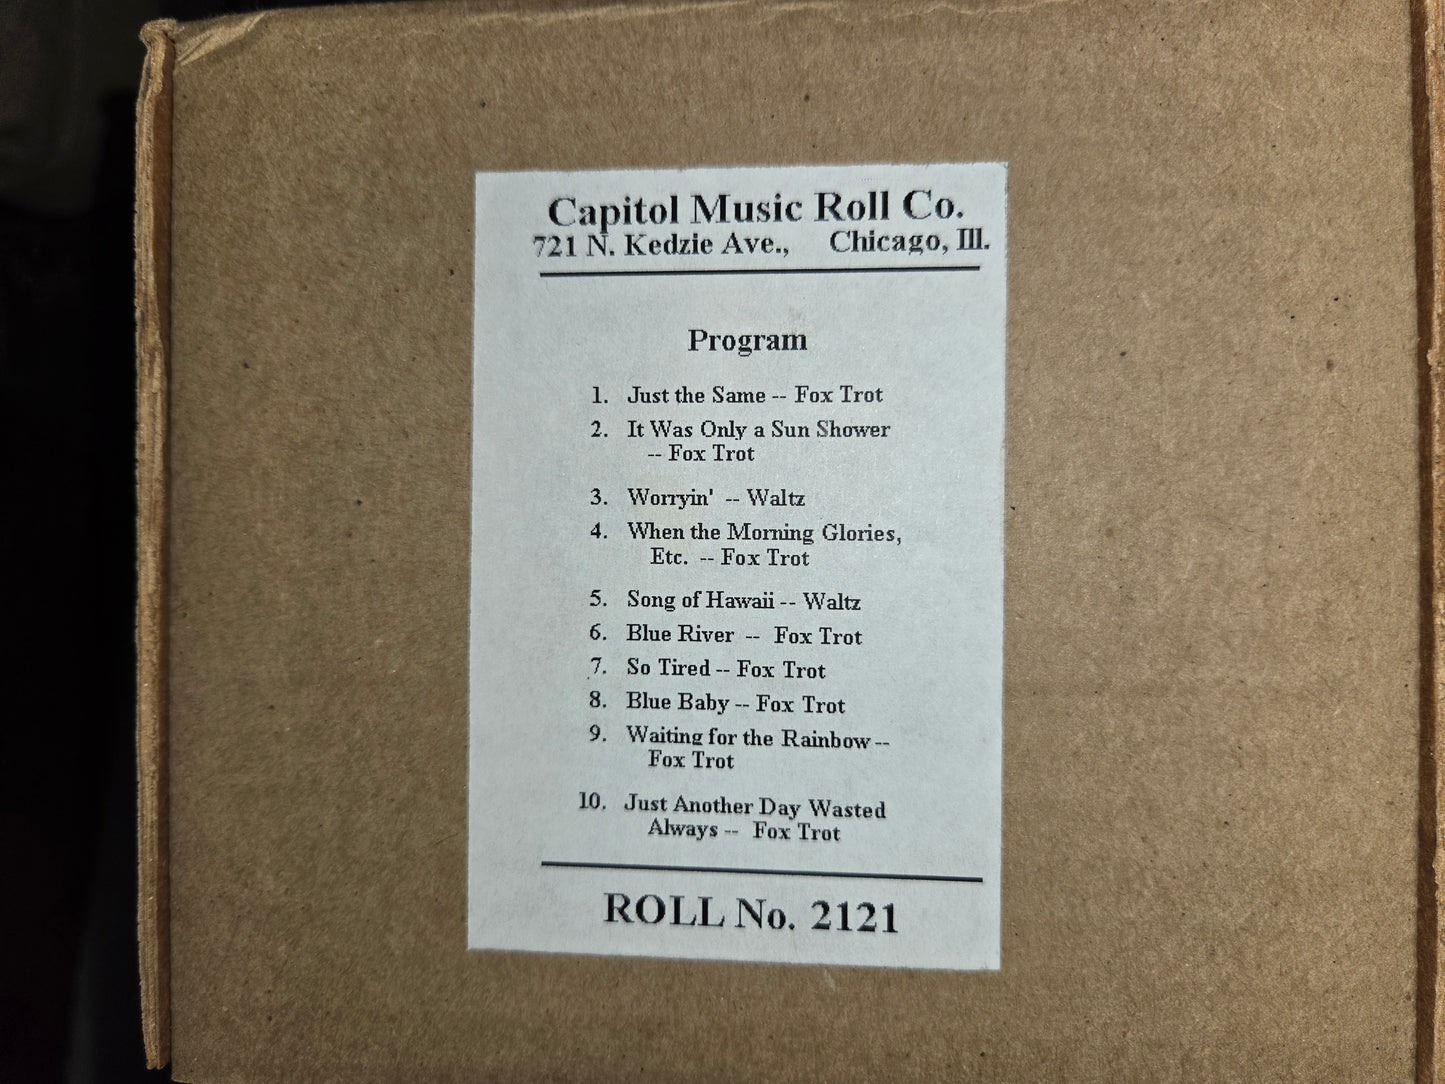 Capitol Music Roll Co.
721 N. Kedzie Ave., Chicago, Ill.
Program
1. Just the Same -- Fox Trot
2. It Was Only a Sun Shower
-- Fox Trot
3. Worryin' -- Waltz
4. When the Morning Glories,
Etc. -- Fox Trot
5. Song of Hawaii -- Waltz
6. Blue River -- Fox Trot
7. So Tired -- Fox Trot
8. Blue Baby -- Fox Trot
9. Waiting for the Rainbow --
Fox Trot
10. Just Another Day Wasted
Always -- Fox Trot
ROLL No. 2121